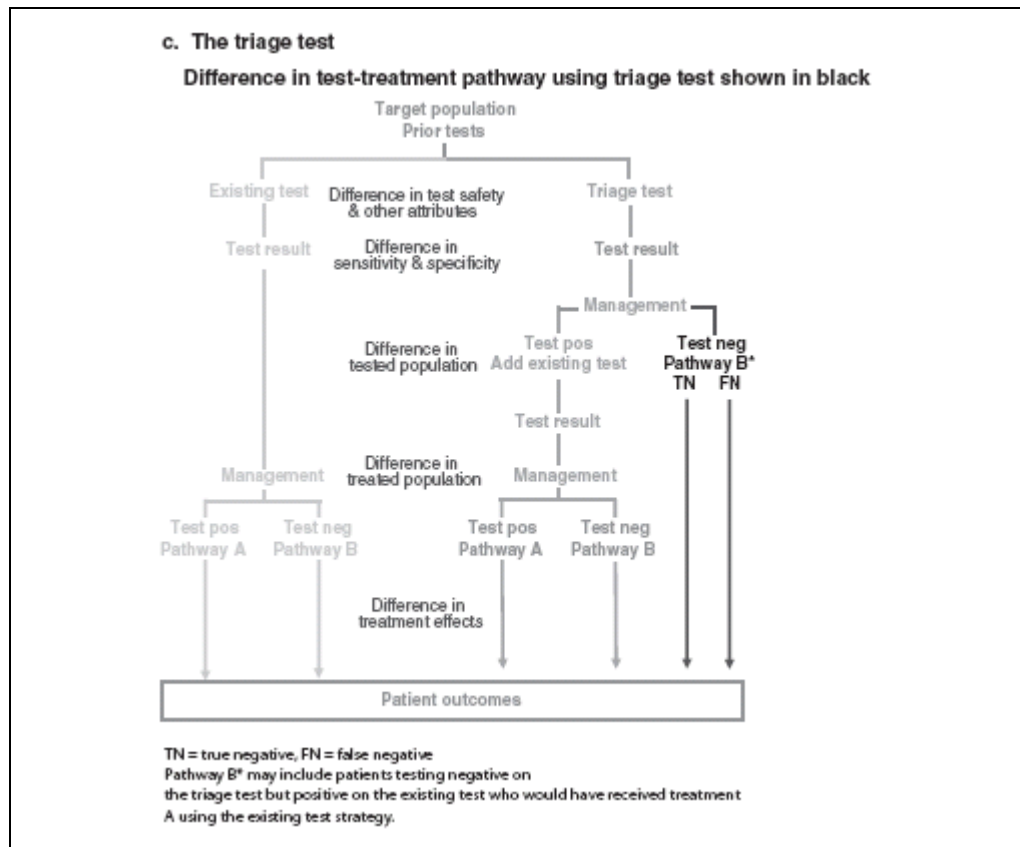 c. The triage test
Difference in test-treatment pathway using triage test shown in black
Target population
Prior tests
Existing test
Difference in test safety
& other attributes
Triage test
Test result
Difference in
sensitivity & specificity
Test result
Management
Difference in
tested population
Test pos
Add existing test
Test neg
Pathway B*
TN FN
Test result
Management
Difference in
treated population
Management
Test pos
Pathway A
Test neg
Pathway B
Test pos
Pathway A
Test neg
Pathway B
Difference in
treatment effects
Patient outcomes
TN = true negative, FN = false negative
Pathway B* may include patients testing negative on
the triage test but positive on the existing test who would have received treatment
A using the existing test strategy.